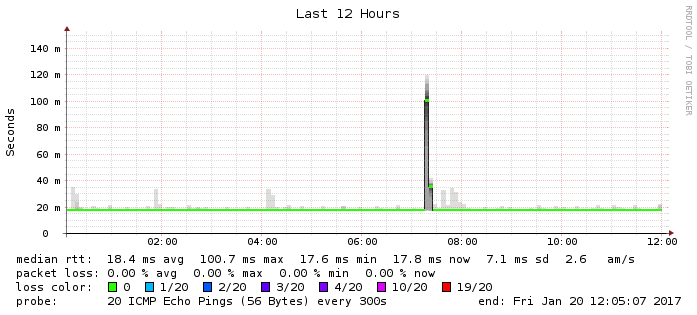 Last 12 Hours
RRDTOOL / TOBI OETIKER
Seconds
140 m
120 m
100 m
80 m
60 m
40 m
20 m
0
02:00 04:00 06:00 08:00 10:00 12:00
median rtt: 18.4 ms avg 100.7 ms max 17.6 ms min 17.8 ms now 7.1 ms sd 2.6 am/s
packet loss: 0.00 % avg 0.00 % max 0.00 % min 0.00 % now
loss color: 0 1/20 2/20 3/20 4/20 10/20 19/20
probe: 20 ICMP Echo Pings (56 Bytes) every 300s end: Fri Jan 20 12:05:07 2017